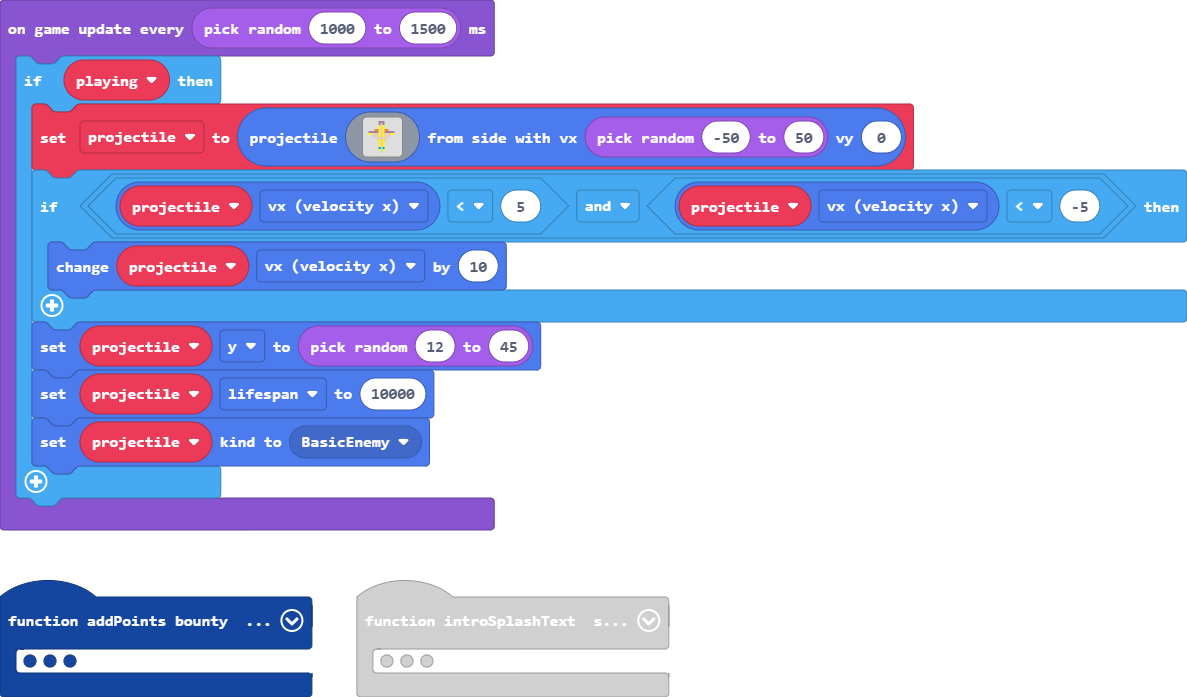 on game update every pick random 1000 to 1500 ms
if playing then
set projectile to projectile from side with vx pick random -50 to 50 vy 0
if projectile vx (velocity x) < 5 and projectile vx (velocity x) < -5 then
change projectile vx (velocity x) by 10
set projectile y to pick random 12 to 45
set projectile lifespan to 10000
set projectile kind to BasicEnemy
function addPoints bounty ...
function introSplashText s...